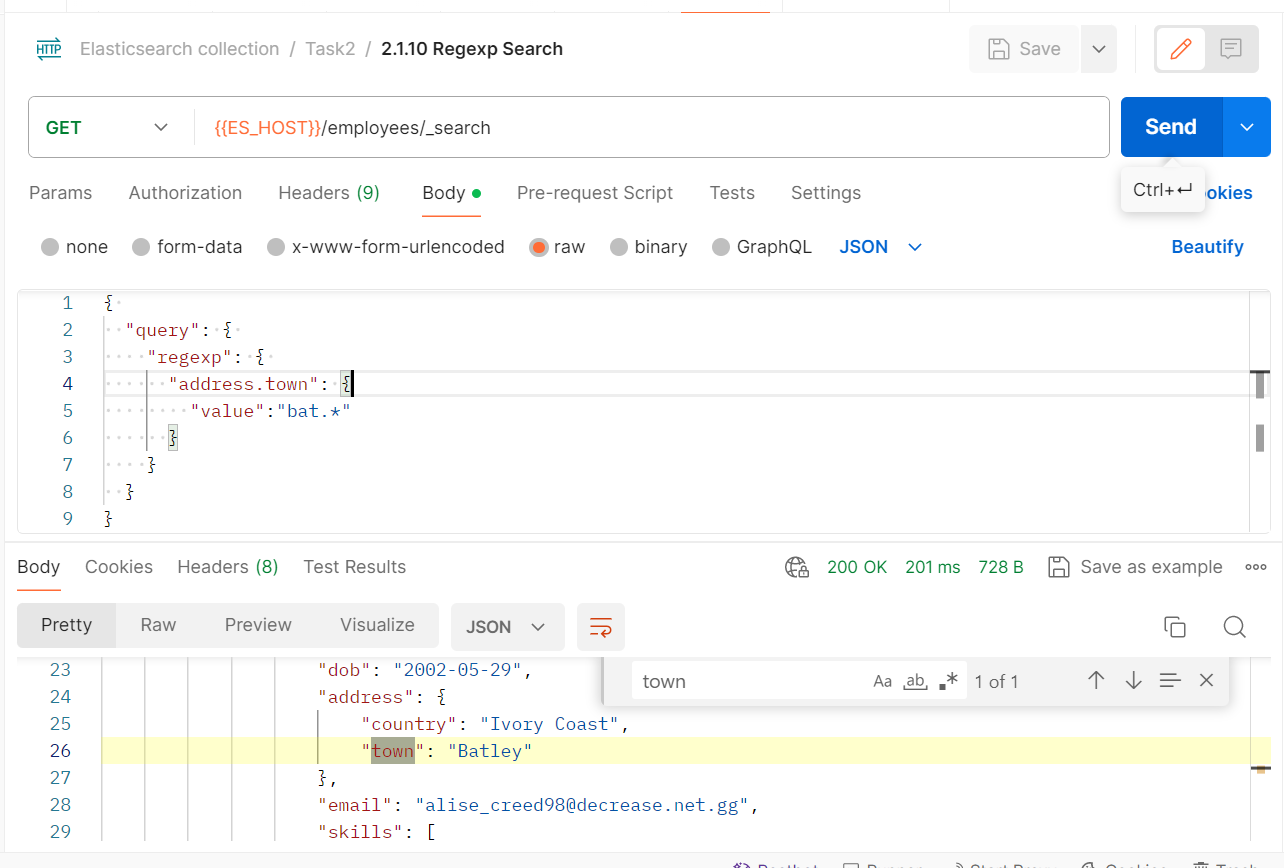 HTTP Elasticsearch collection / Task2 / 2.1.10 Regexp Search Save
GET {{ES_HOST}}/employees/_search Send
Params Authorization Headers (9) Body Pre-request Script Tests Settings Ctrl+↵ okies
none form-data x-www-form-urlencoded raw binary GraphQL JSON Beautify
1 {
2 "query": {
3 "regexp": {
4 "address.town": {
5 "value":"bat.*"
6 }
7 }
8 }
9 }
Body Cookies Headers (8) Test Results 200 OK 201 ms 728 B Save as example
Pretty Raw Preview Visualize JSON
town Aa ab .* 1 of 1
23 "dob": "2002-05-29",
24 "address": {
25 "country": "Ivory Coast",
26 "town": "Batley"
27 },
28 "email": "alise_creed98@decrease.net.gg",
29 "skills": [